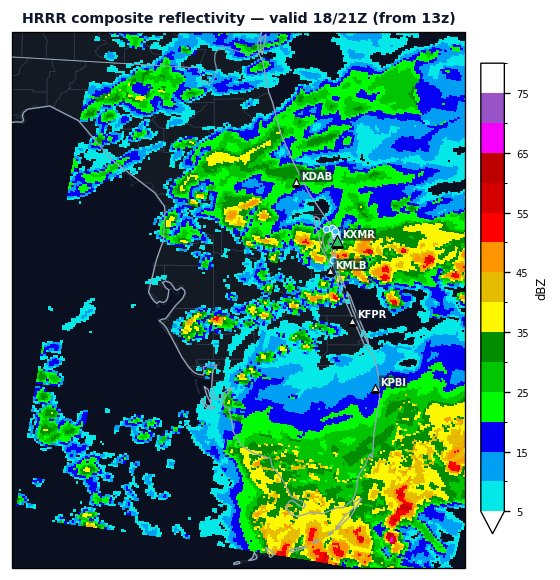 HRRR composite reflectivity — valid 18/21Z (from 13z)
KDAB
KXMR
KMLB
KFPR
KPBI
75
65
55
45
35
25
15
5
dBZ